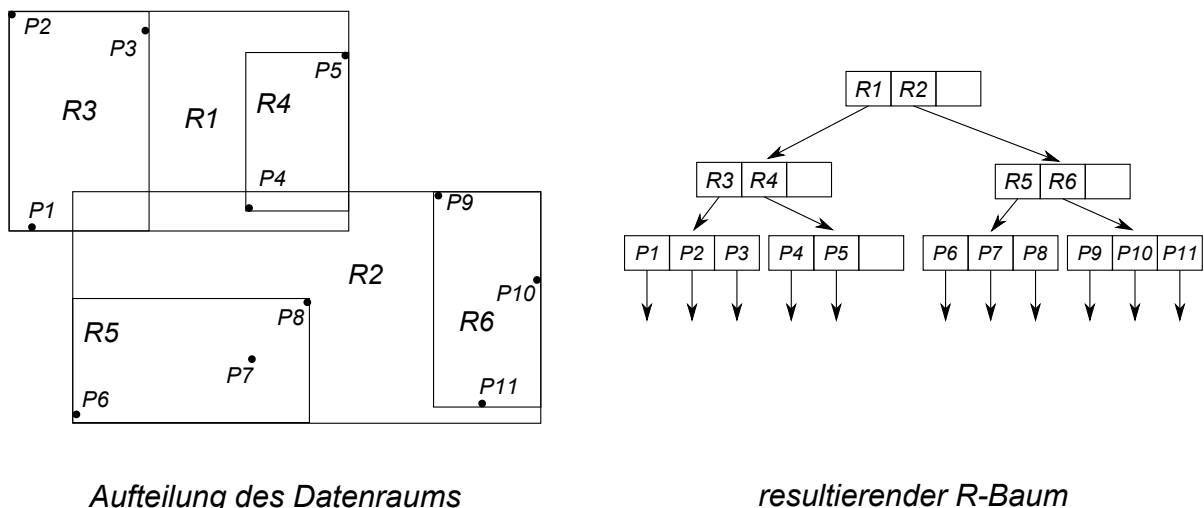 P2
P3
P5
R3
R1
R4
P1
P4
P9
R2
P10
R5
P8
R6
P7
P11
P6
Aufteilung des Datenraums
R1 R2
R3 R4
R5 R6
P1 P2 P3
P4 P5
P6 P7 P8
P9 P10 P11
resultierender R-Baum